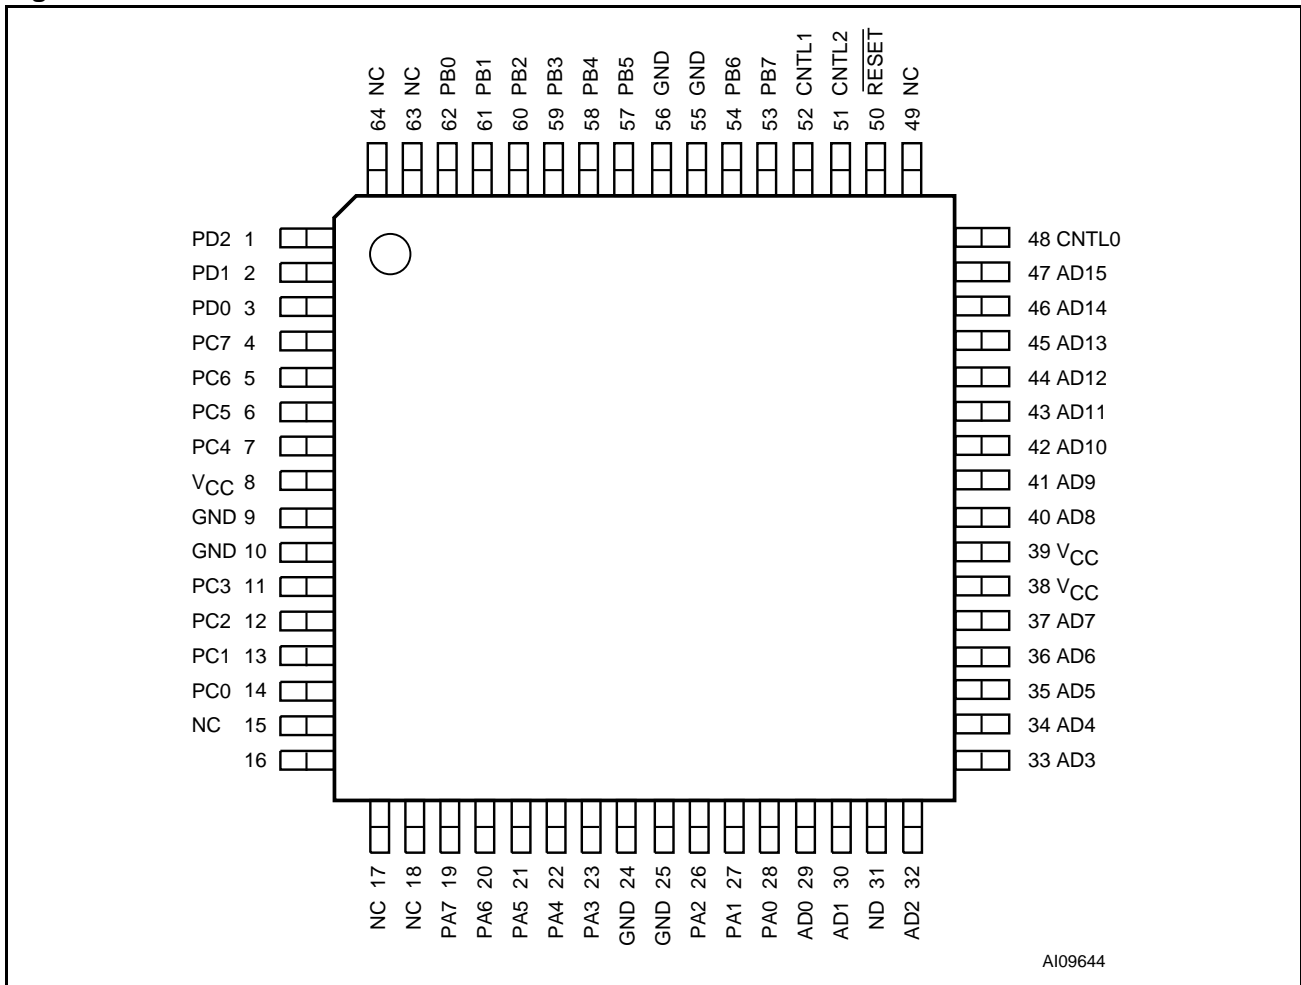 64 NC
63 NC
62 PB0
61 PB1
60 PB2
59 PB3
58 PB4
57 PB5
56 GND
55 GND
54 PB6
53 PB7
52 CNTL1
51 CNTL2
50 RESET
49 NC
PD2 1
PD1 2
PD0 3
PC7 4
PC6 5
PC5 6
PC4 7
VCC 8
GND 9
GND 10
PC3 11
PC2 12
PC1 13
PC0 14
NC 15
16
48 CNTL0
47 AD15
46 AD14
45 AD13
44 AD12
43 AD11
42 AD10
41 AD9
40 AD8
39 VCC
38 VCC
37 AD7
36 AD6
35 AD5
34 AD4
33 AD3
NC 17
NC 18
PA7 19
PA6 20
PA5 21
PA4 22
PA3 23
GND 24
GND 25
PA2 26
PA1 27
PA0 28
AD0 29
AD1 30
ND 31
AD2 32
AI09644